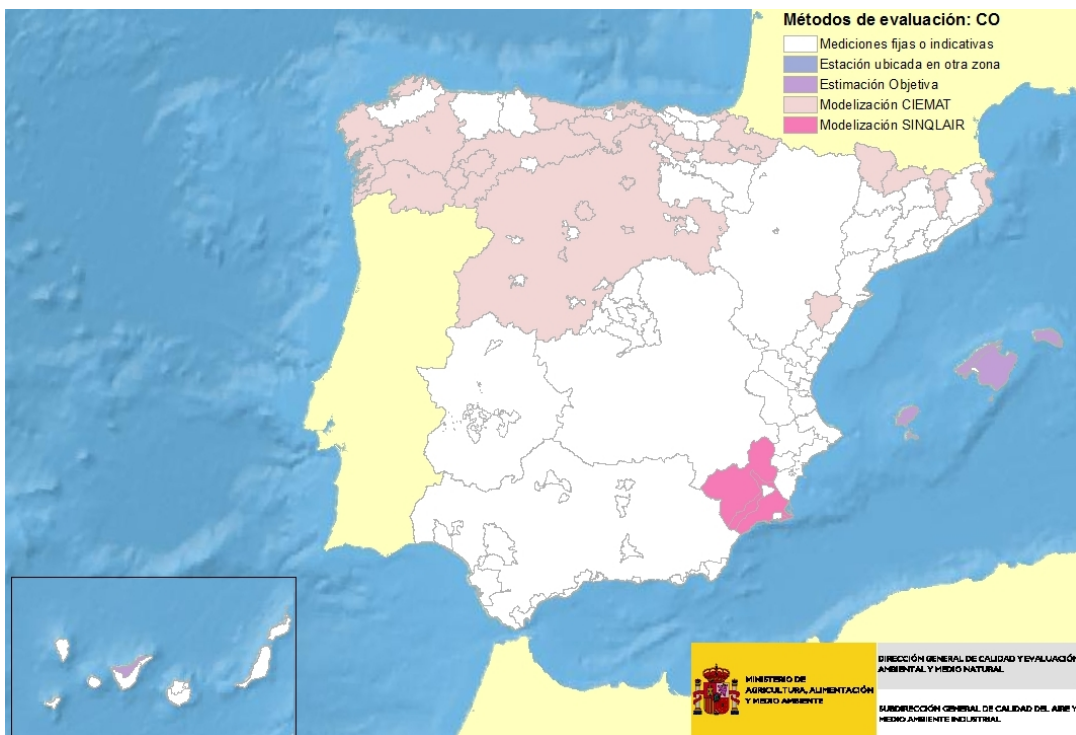 Métodos de evaluación: CO
Mediciones fijas o indicativas
Estación ubicada en otra zona
Estimación Objetiva
Modelización CIEMAT
Modelización SINQLAIR
MINISTERIO DE
AGRICULTURA, ALIMENTACIÓN
Y MEDIO AMBIENTE
DIRECCIÓN GENERAL DE CALIDAD Y EVALUACIÓN
AMBIENTAL Y MEDIO NATURAL
SUBDIRECCIÓN GENERAL DE CALIDAD DEL AIRE Y
MEDIO AMBIENTE INDUSTRIAL